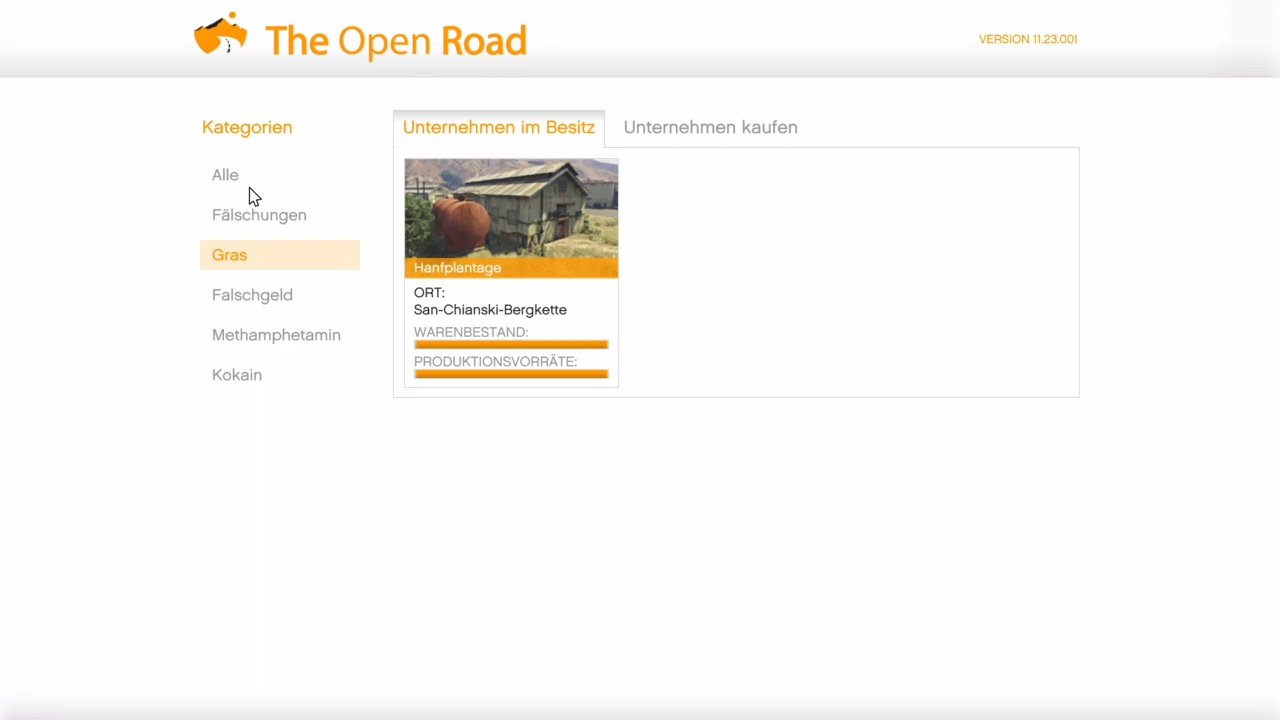 The Open Road
VERSION 11.23.001
Kategorien
Alle
Fälschungen
Gras
Falschgeld
Methamphetamin
Kokain
Unternehmen im Besitz
Unternehmen kaufen
Hanfplantage
ORT:
San-Chianski-Bergkette
WARENBESTAND:
PRODUKTIONSVORRÄTE: